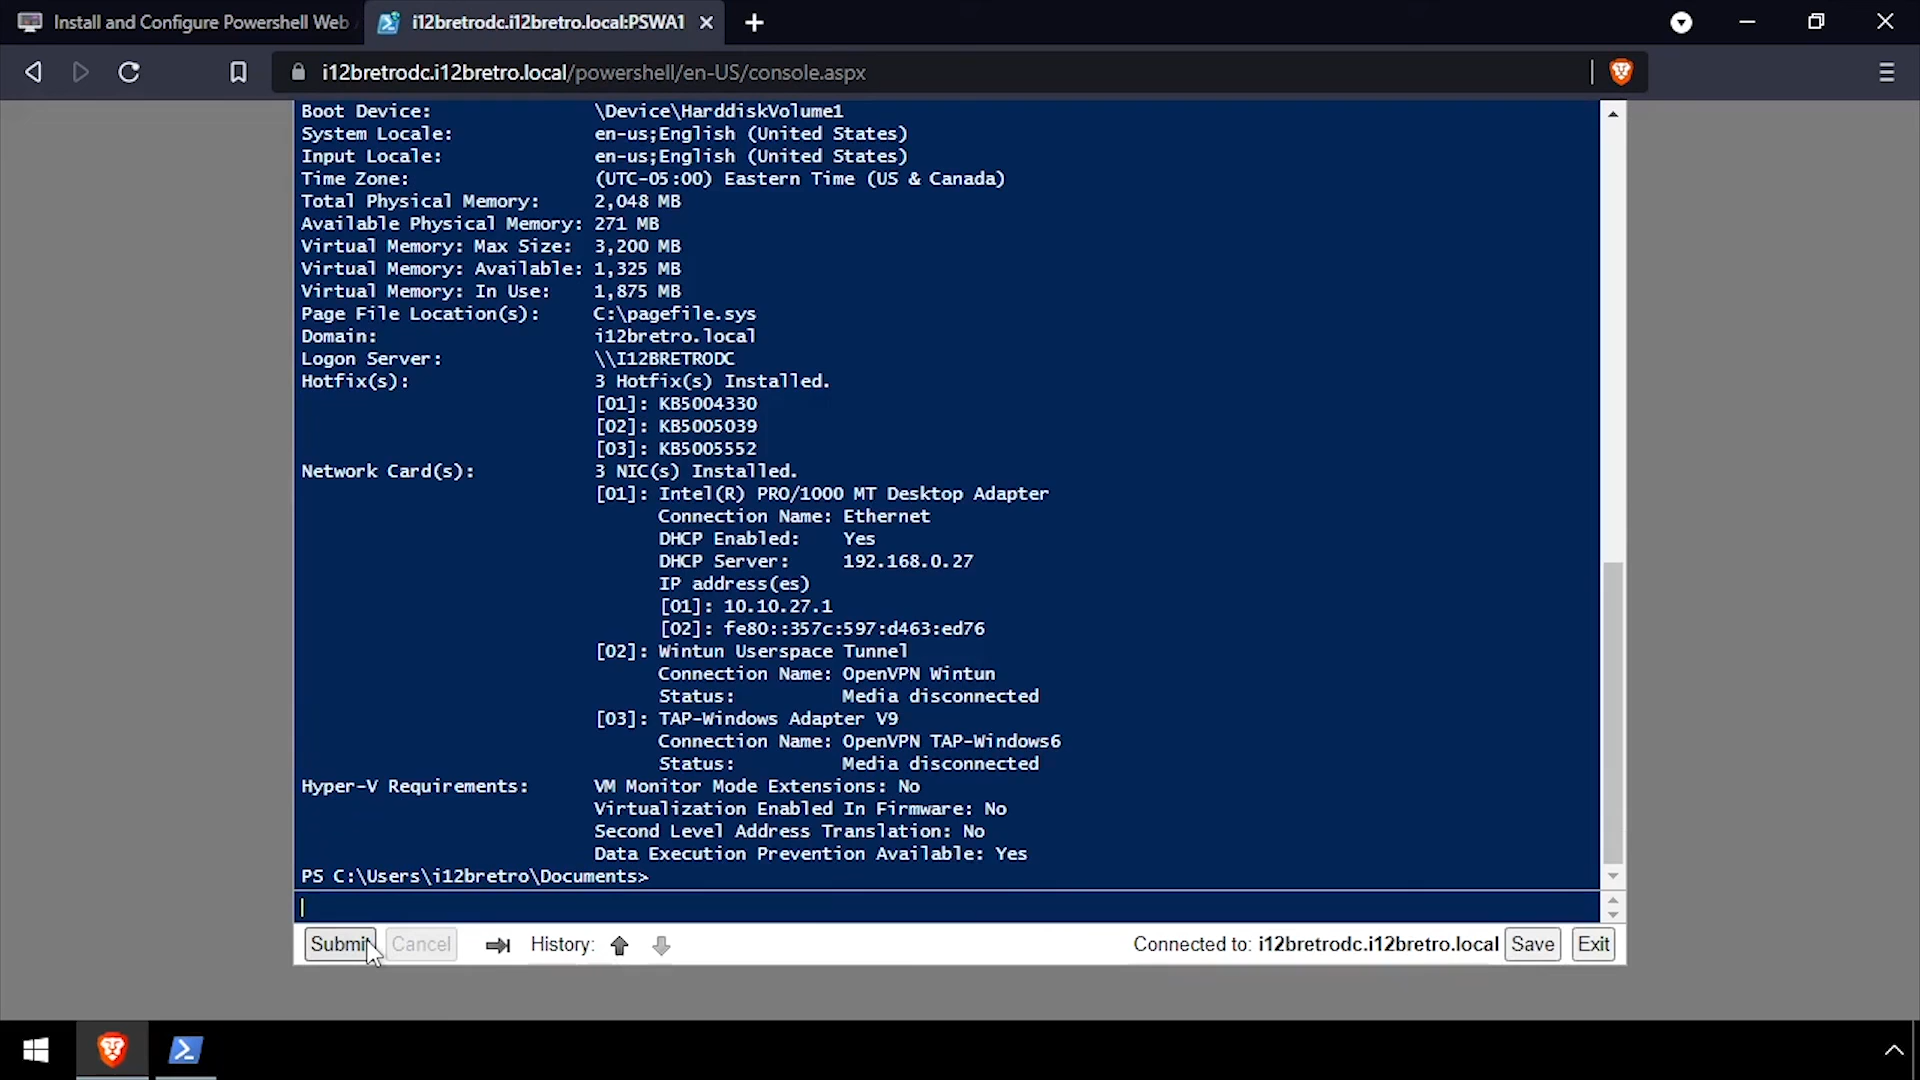 Install and Configure Powershell Web
i12bretrodc.i12bretro.local:PSWA1
i12bretrodc.i12bretro.local/powershell/en-US/console.aspx
Boot Device: \Device\HarddiskVolume1
System Locale: en-us;English (United States)
Input Locale: en-us;English (United States)
Time Zone: (UTC-05:00) Eastern Time (US & Canada)
Total Physical Memory: 2,048 MB
Available Physical Memory: 271 MB
Virtual Memory: Max Size: 3,200 MB
Virtual Memory: Available: 1,325 MB
Virtual Memory: In Use: 1,875 MB
Page File Location(s): C:\pagefile.sys
Domain: i12bretro.local
Logon Server: \\I12BRETRODC
Hotfix(s): 3 Hotfix(s) Installed.
[01]: KB5004330
[02]: KB5005039
[03]: KB5005552
Network Card(s): 3 NIC(s) Installed.
[01]: Intel(R) PRO/1000 MT Desktop Adapter
Connection Name: Ethernet
DHCP Enabled: Yes
DHCP Server: 192.168.0.27
IP address(es)
[01]: 10.10.27.1
[02]: fe80::357c:597:d463:ed76
[02]: Wintun Userspace Tunnel
Connection Name: OpenVPN Wintun
Status: Media disconnected
[03]: TAP-Windows Adapter V9
Connection Name: OpenVPN TAP-Windows6
Status: Media disconnected
Hyper-V Requirements: VM Monitor Mode Extensions: No
Virtualization Enabled In Firmware: No
Second Level Address Translation: No
Data Execution Prevention Available: Yes
PS C:\Users\i12bretro\Documents>
Submit Cancel History: Connected to: i12bretrodc.i12bretro.local Save Exit